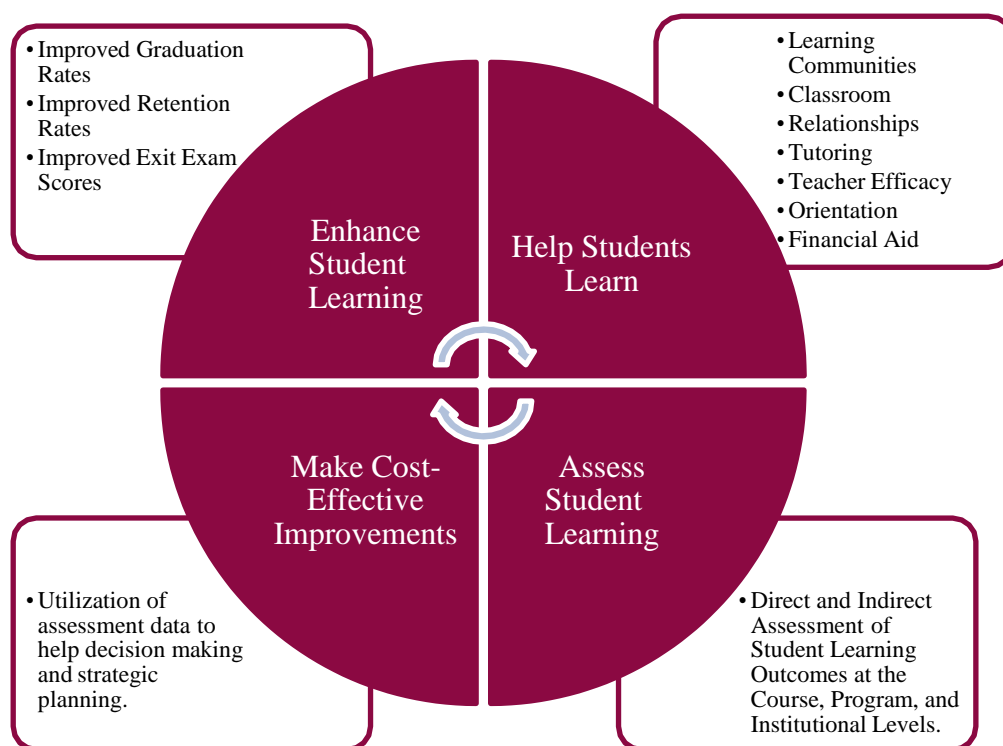 • Improved Graduation
Rates
• Improved Retention
Rates
• Improved Exit Exam
Scores
• Learning
Communities
• Classroom
• Relationships
• Tutoring
• Teacher Efficacy
• Orientation
• Financial Aid
Enhance
Student
Learning
Help Students
Learn
Make Cost-
Effective
Improvements
Assess
Student
Learning
• Utilization of
assessment data to
help decision making
and strategic
planning.
• Direct and Indirect
Assessment of
Student Learning
Outcomes at the
Course, Program, and
Institutional Levels.